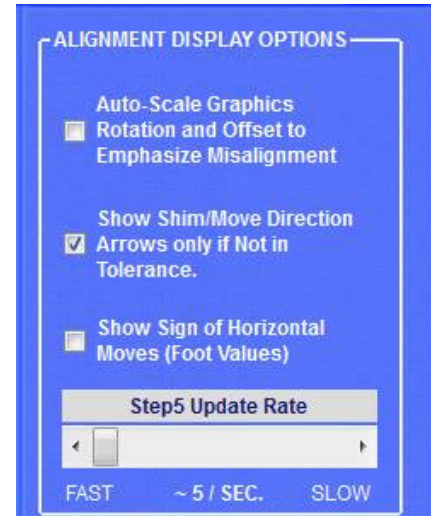 ALIGNMENT DISPLAY OPTIONS
Auto-Scale Graphics
Rotation and Offset to
Emphasize Misalignment
Show Shim/Move Direction
Arrows only if Not in
Tolerance.
Show Sign of Horizontal
Moves (Foot Values)
Step5 Update Rate
FAST ~ 5 / SEC. SLOW